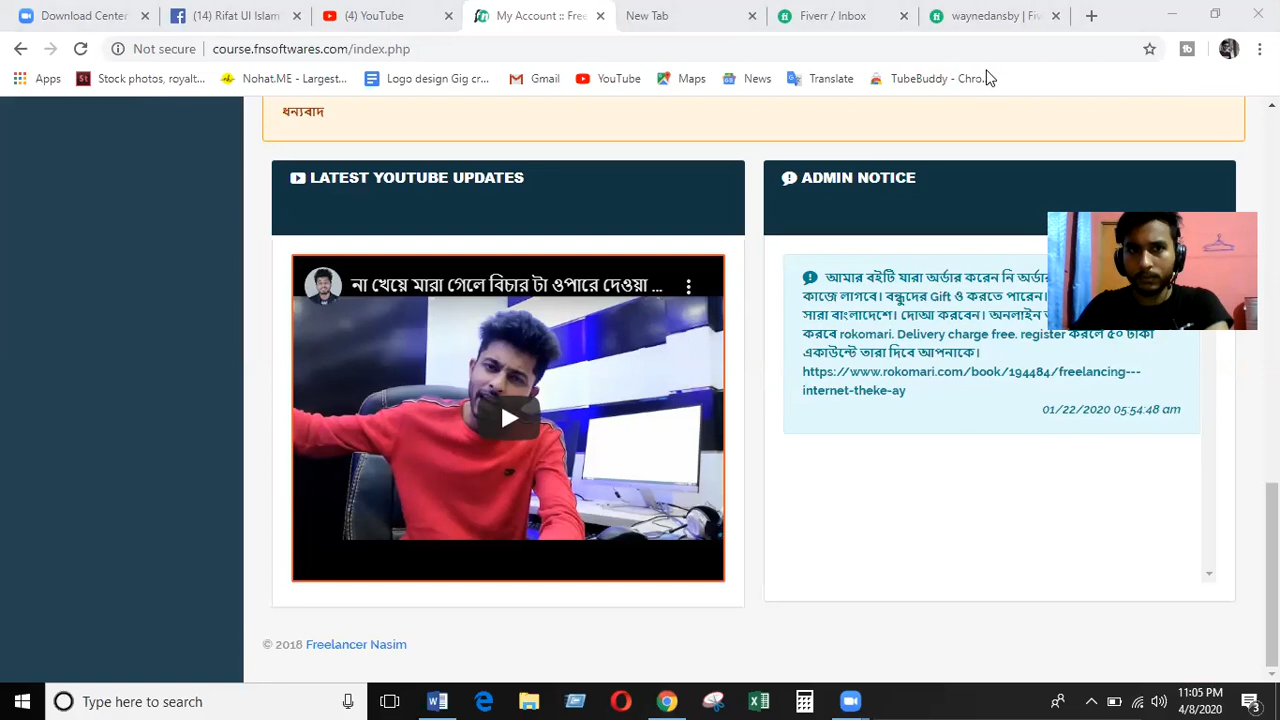 Download Center
(14) Rifat Ul Islam
(4) YouTube
My Account :: Free
New Tab
Fiverr / Inbox
waynedansby | Fiv
Not secure
course.fnsoftwares.com/index.php
Apps
Stock photos, royalt...
Nohat.ME - Largest...
Logo design Gig cr...
Gmail
YouTube
Maps
News
Translate
TubeBuddy - Chro...
ধন্যবাদ
LATEST YOUTUBE UPDATES
ADMIN NOTICE
না খেয়ে মারা গেলে বিচার টা ওপারে দেওয়া ...
আমার বইটি যারা অর্ডার করেন নি অর্ডার
কাজে লাগবে। বন্ধুদের Gift ও করতে পারেন।
সারা বাংলাদেশে। দোআ করবেন। অনলাইন
করবে rokomari. Delivery charge free. register করলে ৫০ টাকা
একাউন্টে তারা দিবে আপনাকে।
https://www.rokomari.com/book/194484/freelancing---
internet-theke-ay
01/22/2020 05:54:48 am
© 2018 Freelancer Nasim
Type here to search
11:05 PM
4/8/2020
3